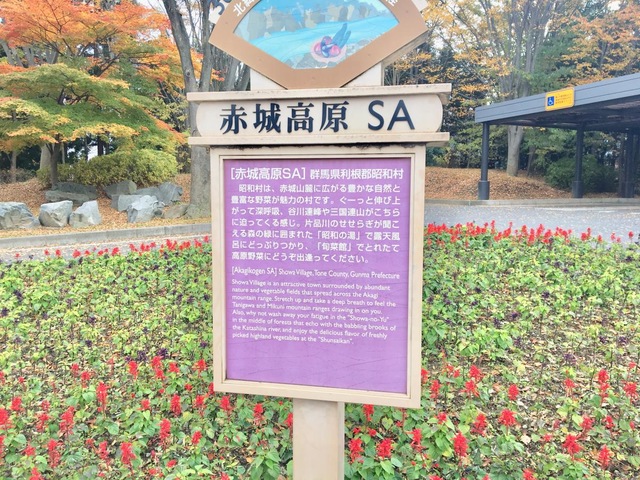 赤城高原 SA
[赤城高原SA] 群馬県利根郡昭和村
昭和村は、赤城山麓に広がる豊かな自然と
豊富な野菜が魅力の村です。ぐーっと伸び上
がって深呼吸、谷川連峰や三国連山がこちら
に迫ってくる感じ。片品川のせせらぎが聞こ
える森の緑に囲まれた「昭和の湯」で露天風
呂にどっぷりつかり、「旬菜館」でとれたて
高原野菜にどうぞ出逢ってください。
[Akagikogen SA] Showa Village, Tone County, Gunma Prefecture
Showa Village is an attractive town surrounded by abundant
nature and vegetable fields that spread across the Akagi
mountain range. Stretch up and take a deep breath to feel the
Tanigawa and Mikuni mountain ranges drawing in on you.
Also, why not wash away your fatigue in the "Showa-no-Yu"
in the middle of forests that echo with the babbling brooks of
the Katashina river, and enjoy the delicious flavor of freshly
picked highland vegetables at the "Shunsaikan".